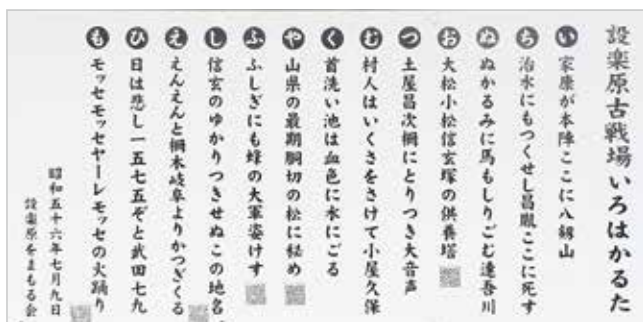 設楽原古戦場いろはかるた
い 家康が本陣ここに八劔山
ち 治水にもつくせし昌胤ここに死す
ぬ ぬかるみに馬もしりごむ連吾川
お 大松小松信玄塚の供養塔
つ 土屋昌次柵にとりつき大音声
む 村人はいくさをさけて小屋久保
く 首洗い池は血色に水にごる
や 山県の最期胴切の松に秘め
ふ ふしぎにも蜂の大軍姿けす
し 信玄のゆかりつきせぬこの地名
え えんえんと柵木岐阜よりかつぎくる
ひ 日は悲し一五七五ぞと武田七九
も モッセモッセヤーレモッセの火踊り
昭和五十六年七月九日
設楽原をまもる会